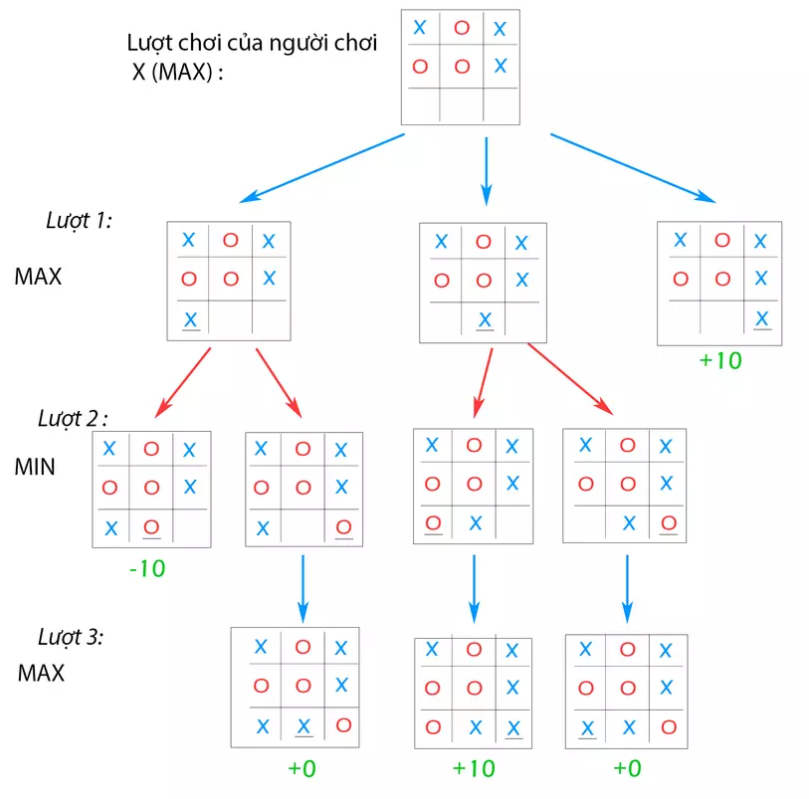 Lượt chơi của người chơi
X (MAX) :
X O X
O O X
Lượt 1:
MAX
X O X
O O X
X
X O X
O O X
X
X O X
O O X
X
+10
Lượt 2 :
MIN
X O X
O O X
X O
-10
X O X
O O X
X O
X O X
O O X
O X
X O X
O O X
X O
Lượt 3:
MAX
X O X
O O X
X X O
+0
X O X
O O X
O X X
+10
X O X
O O X
X X O
+0